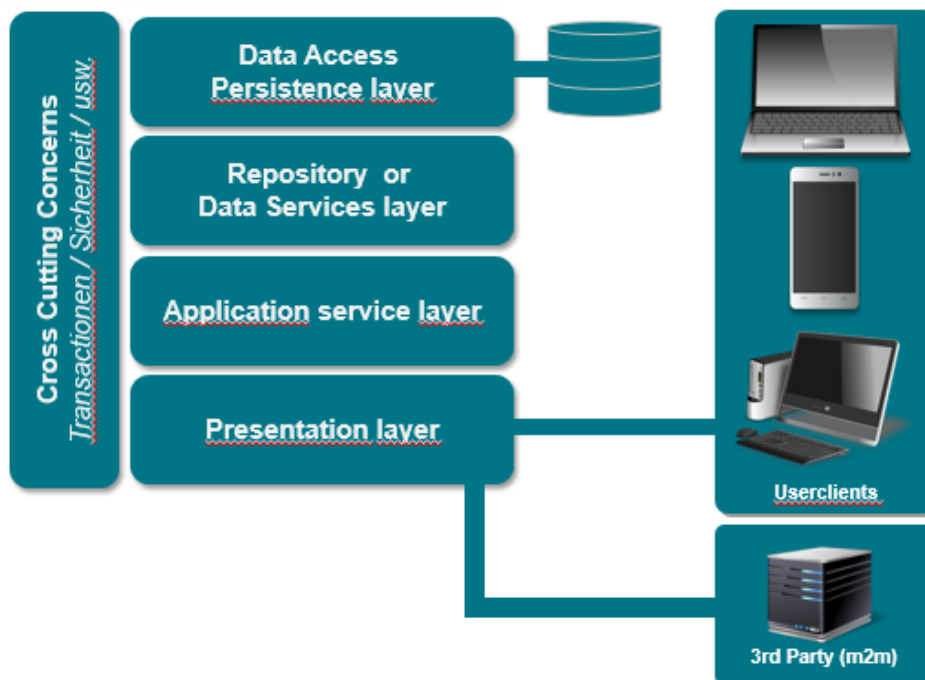 Cross Cutting Concerns
Transactionen / Sicherheit / usw.
Data Access
Persistence layer
Repository or
Data Services layer
Application service layer
Presentation layer
Userclients
3rd Party (m2m)